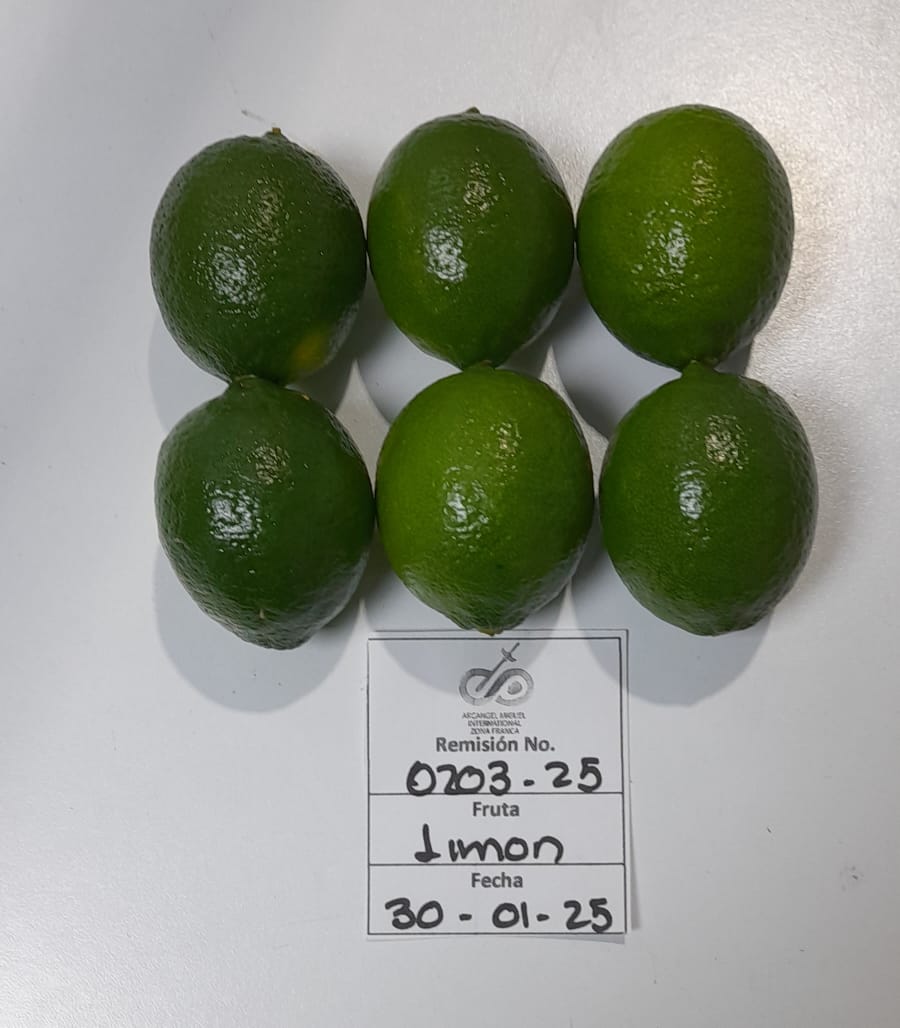 ARCANGEL MIGUEL
INTERNATIONAL
ZONA FRANCA
Remisión No.
0203-25
Fruta
Limon
Fecha
30-01-25